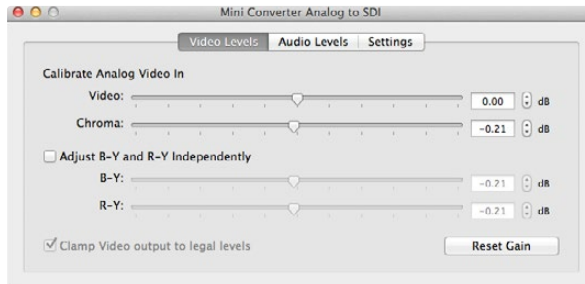 Mini Converter Analog to SDI
Video Levels Audio Levels Settings
Calibrate Analog Video In
Video: 0.00 dB
Chroma: -0.21 dB
Adjust B-Y and R-Y Independently
B-Y: -0.21 dB
R-Y: -0.21 dB
Clamp Video output to legal levels Reset Gain